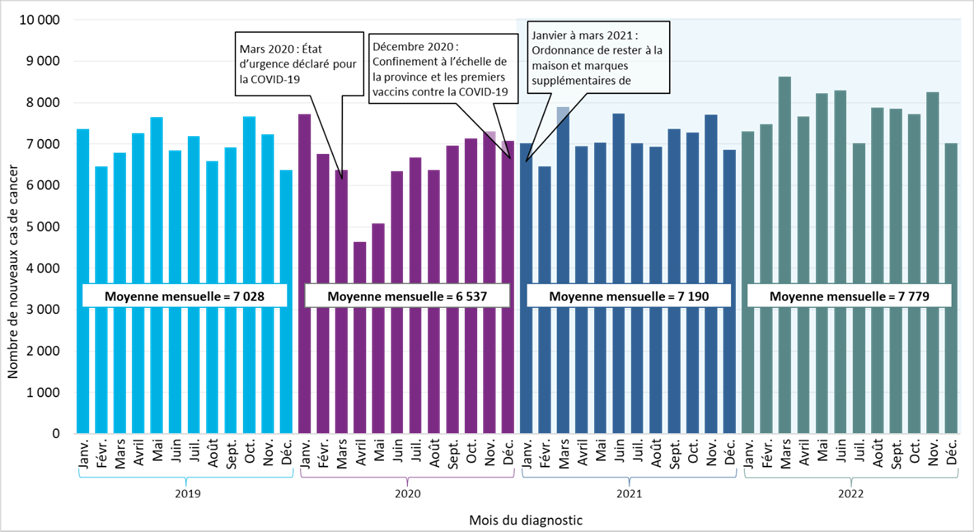 10 000
9 000
8 000
7 000
6 000
5 000
4 000
3 000
2 000
1 000
0
Nombre de nouveaux cas de cancer
Mars 2020 : État
d’urgence déclaré pour
la COVID-19
Décembre 2020 :
Confinement à l’échelle de
la province et les premiers
vaccins contre la COVID-19
Janvier à mars 2021 :
Ordonnance de rester à la
maison et marques
supplémentaires de
Moyenne mensuelle = 7 028
Moyenne mensuelle = 6 537
Moyenne mensuelle = 7 190
Moyenne mensuelle = 7 779
Janv.
Févr.
Mars
Avril
Mai
Juin
Juil.
Août
Sept.
Oct.
Nov.
Déc.
Janv.
Févr.
Mars
Avril
Mai
Juin
Juil.
Août
Sept.
Oct.
Nov.
Déc.
Janv.
Févr.
Mars
Avril
Mai
Juin
Juil.
Août
Sept.
Oct.
Nov.
Déc.
Janv.
Févr.
Mars
Avril
Mai
Juin
Juil.
Août
Sept.
Oct.
Nov.
Déc.
2019
2020
2021
2022
Mois du diagnostic